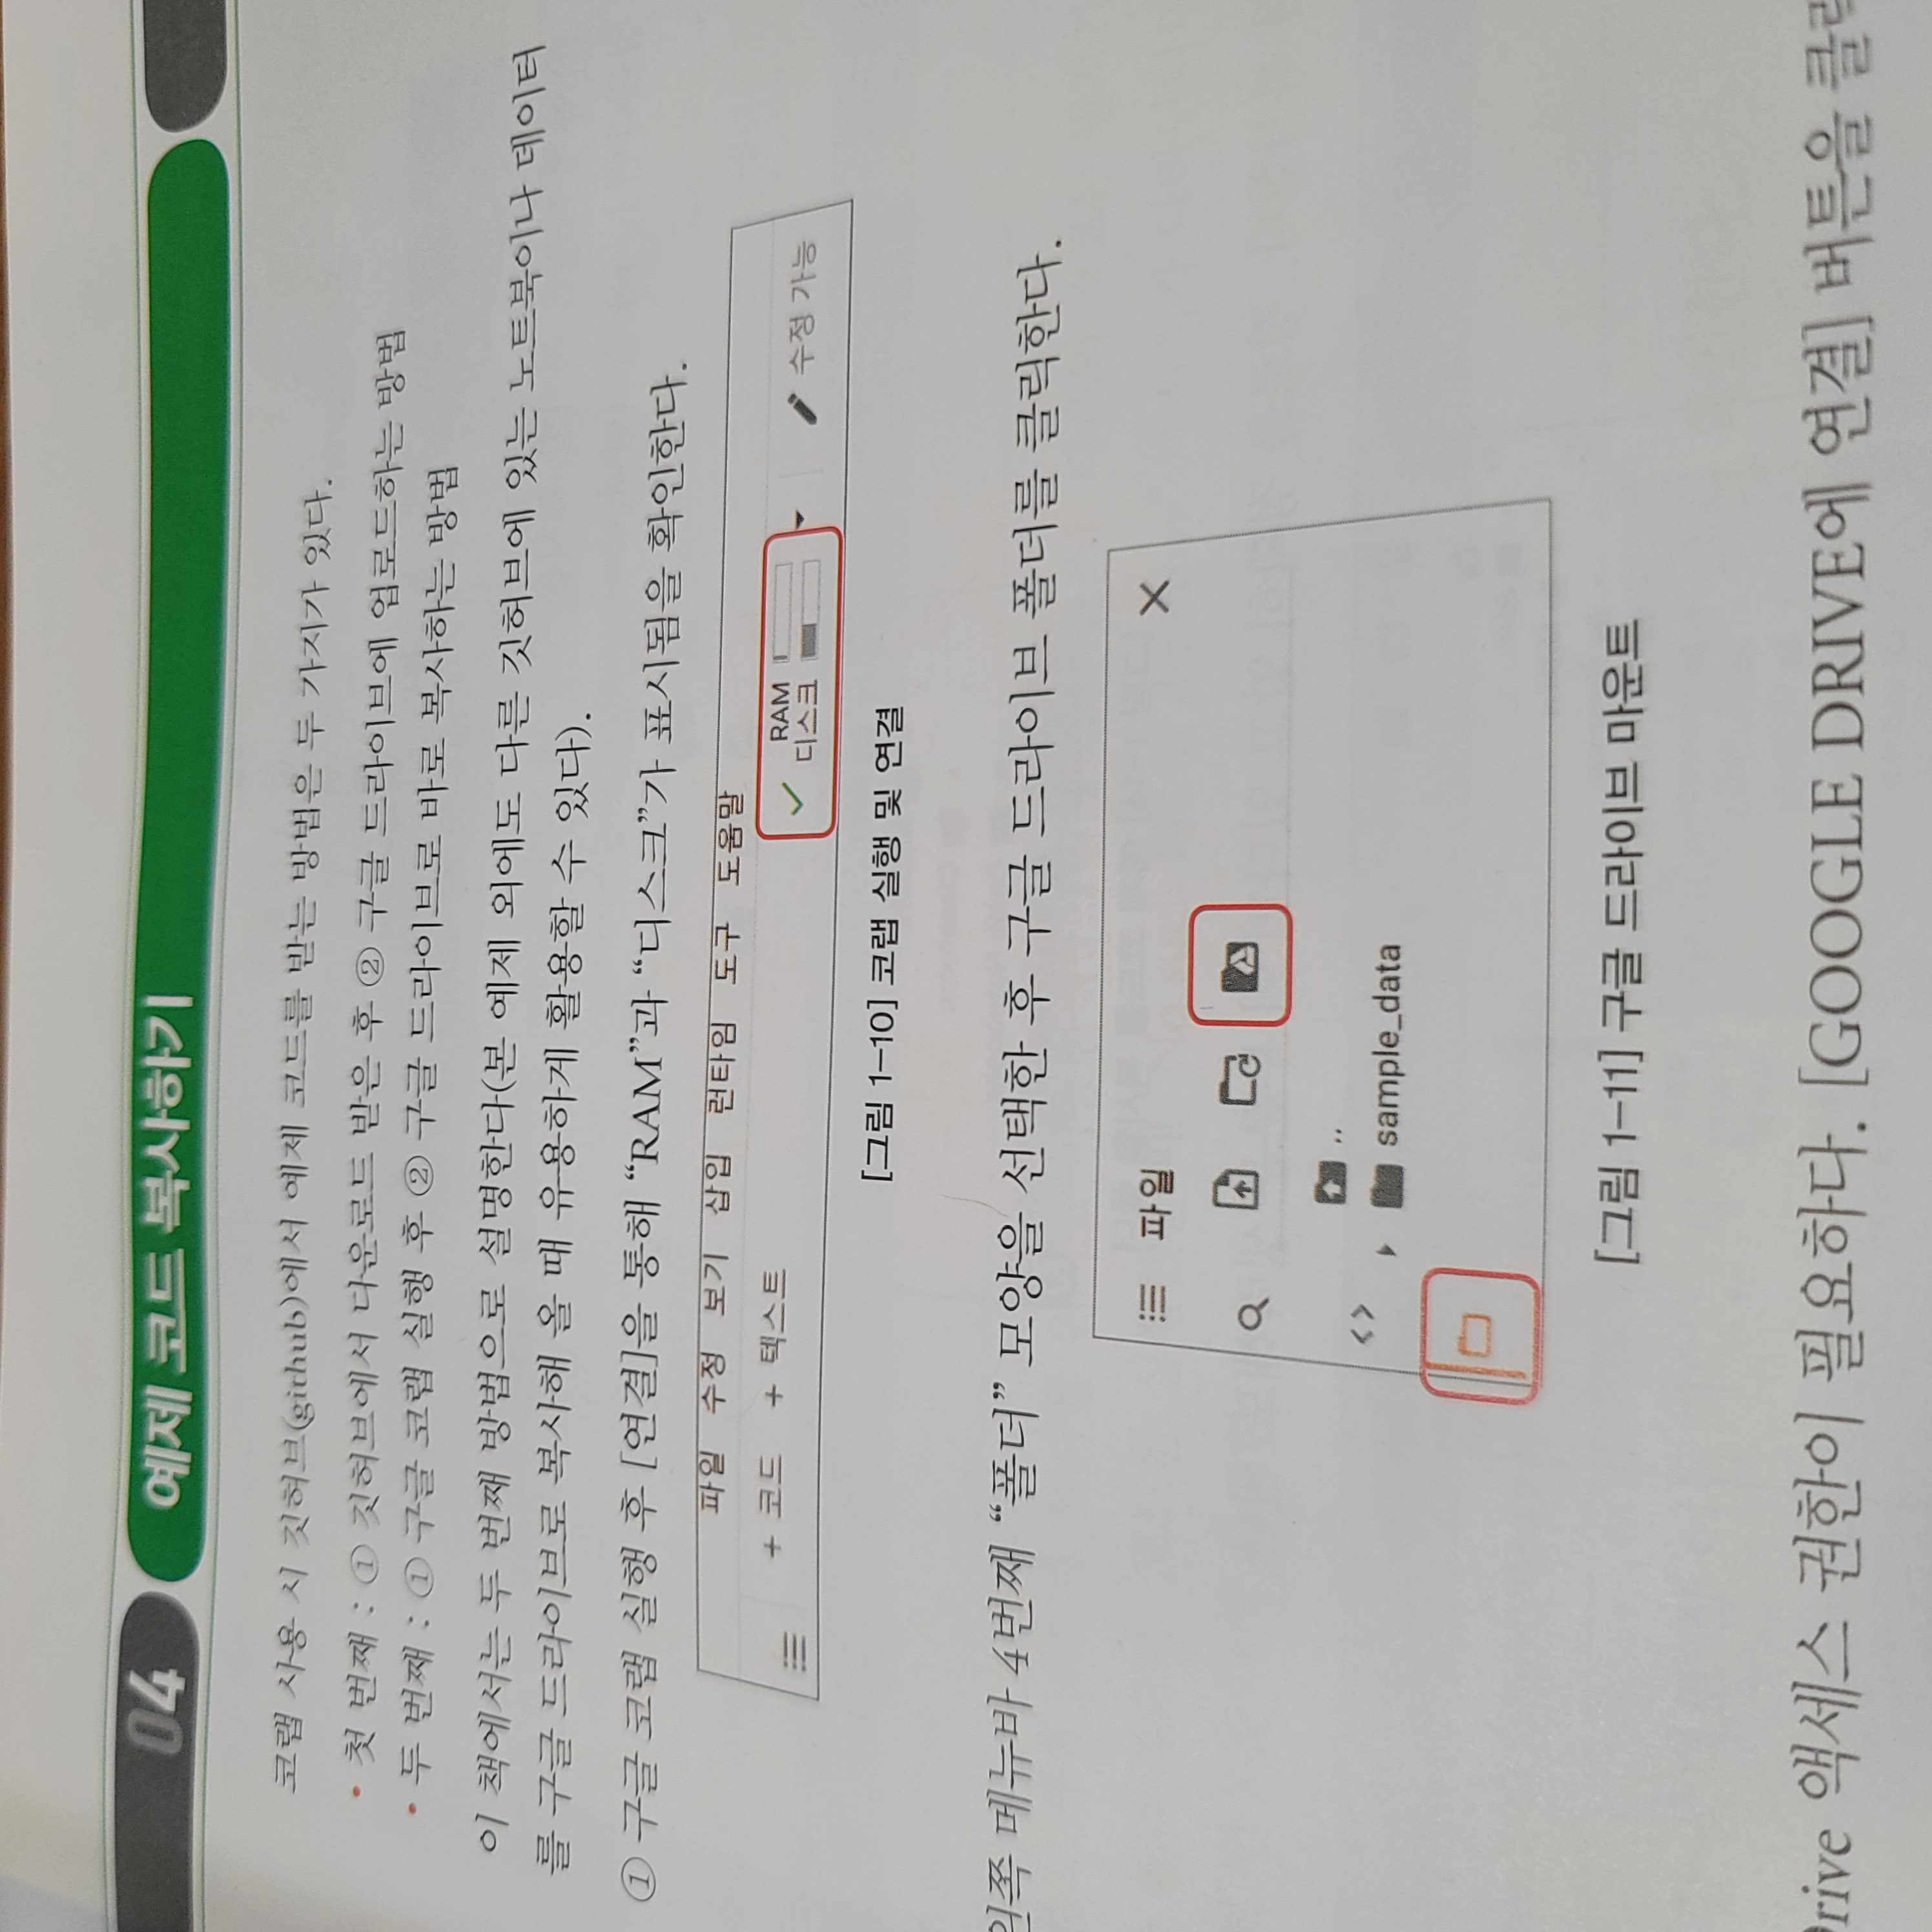 04 예제 코드 복사하기
코랩 사용 시 깃허브(github)에서 예제 코드를 받는 방법은 두 가지가 있다.
• 첫 번째 : ① 깃허브에서 다운로드 받은 후 ② 구글 드라이브에 업로드하는 방법
• 두 번째 : ① 구글 코랩 실행 후 ② 구글 드라이브로 바로 복사하는 방법
이 책에서는 두 번째 방법으로 설명한다(본 예제 외에도 다른 깃허브에 있는 노트북이나 데이터
를 구글 드라이브로 복사해 올 때 유용하게 활용할 수 있다).
① 구글 코랩 실행 후 [연결]을 통해 “RAM”과 “디스크”가 표시됨을 확인한다.
파일 수정 보기 삽입 런타임 도구 도움말
+ 코드 + 텍스트 RAM
디스크 수정 가능
[그림 1-10] 코랩 실행 및 연결
왼쪽 메뉴바 4번째 “폴더” 모양을 선택한 후 구글 드라이브 폴더를 클릭한다.
파일
..
sample_data
[그림 1-11] 구글 드라이브 마운트
Drive 액세스 권한이 필요하다. [GOOGLE DRIVE에 연결] 버튼을